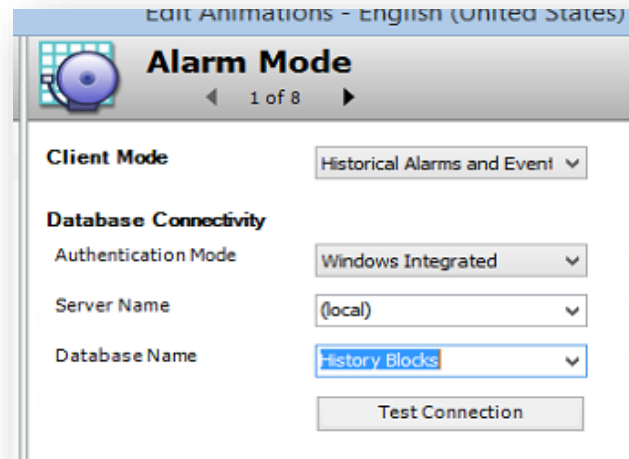 Edit Animations - English (United States)
Alarm Mode
1 of 8
Client Mode
Historical Alarms and Event
Database Connectivity
Authentication Mode
Windows Integrated
Server Name
(local)
Database Name
History Blocks
Test Connection